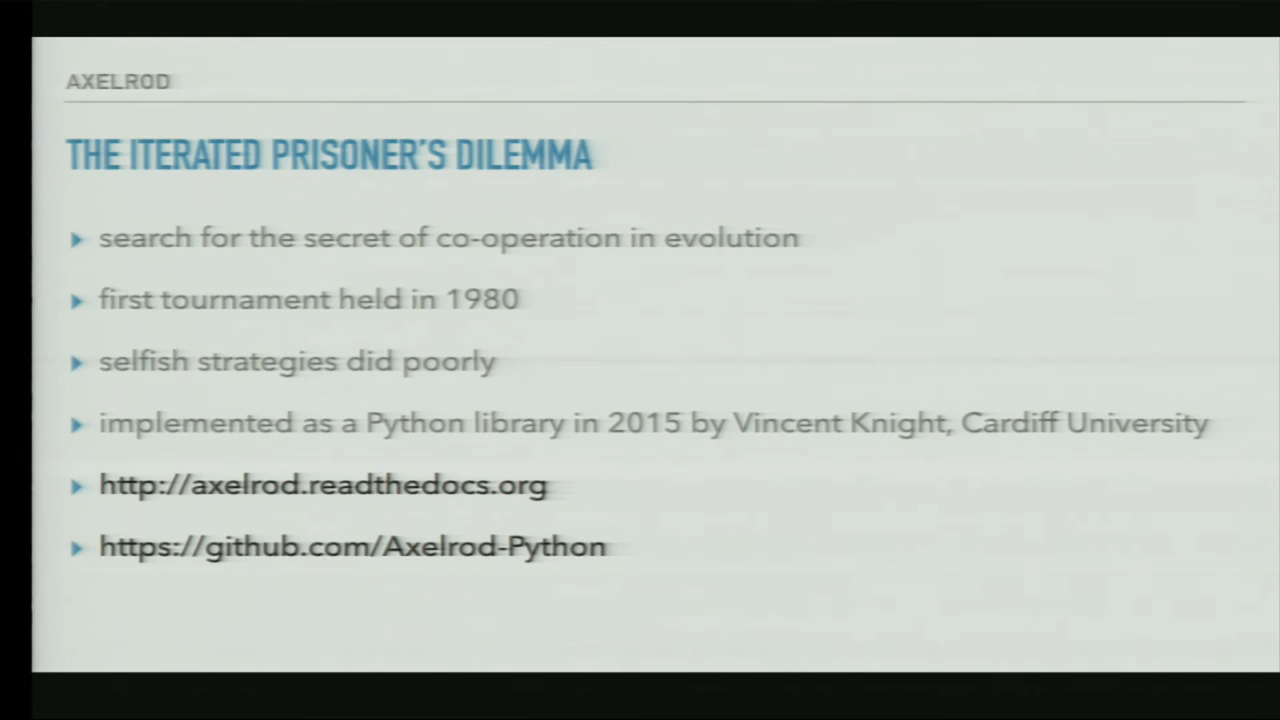 AXELROD
THE ITERATED PRISONER'S DILEMMA
search for the secret of co-operation in evolution
first tournament held in 1980
selfish strategies did poorly
implemented as a Python library in 2015 by Vincent Knight, Cardiff University
http://axelrod.readthedocs.org
https://github.com/Axelrod-Python